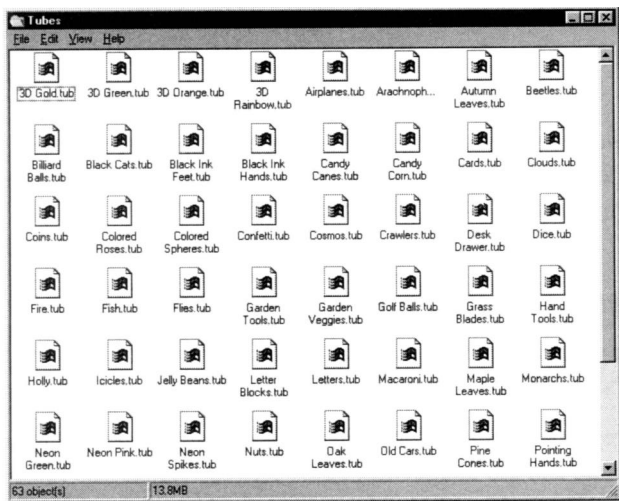 Tubes
File Edit View Help
3D Gold.tub 3D Green.tub 3D Orange.tub 3D Airplanes.tub Arachnoph... Autumn Beetles.tub
Rainbow.tub Leaves.tub
Billiard Black Cats.tub Black Ink Black Ink Candy Candy Cards.tub Clouds.tub
Balls.tub Feet.tub Hands.tub Canes.tub Corn.tub
Coins.tub Colored Colored Confetti.tub Cosmos.tub Crawlers.tub Desk Dice.tub
Roses.tub Spheres.tub Drawer.tub
Fire.tub Fish.tub Flies.tub Garden Garden Golf Balls.tub Grass Hand
Tools.tub Veggies.tub Blades.tub Tools.tub
Holly.tub Icicles.tub Jelly Beans.tub Letter Letters.tub Macaroni.tub Maple Monarchs.tub
Blocks.tub Leaves.tub
Neon Neon Pink.tub Neon Nuts.tub Oak Old Cars.tub Pine Pointing
Green.tub Spikes.tub Leaves.tub Cones.tub Hands.tub
63 object(s) 13.8MB